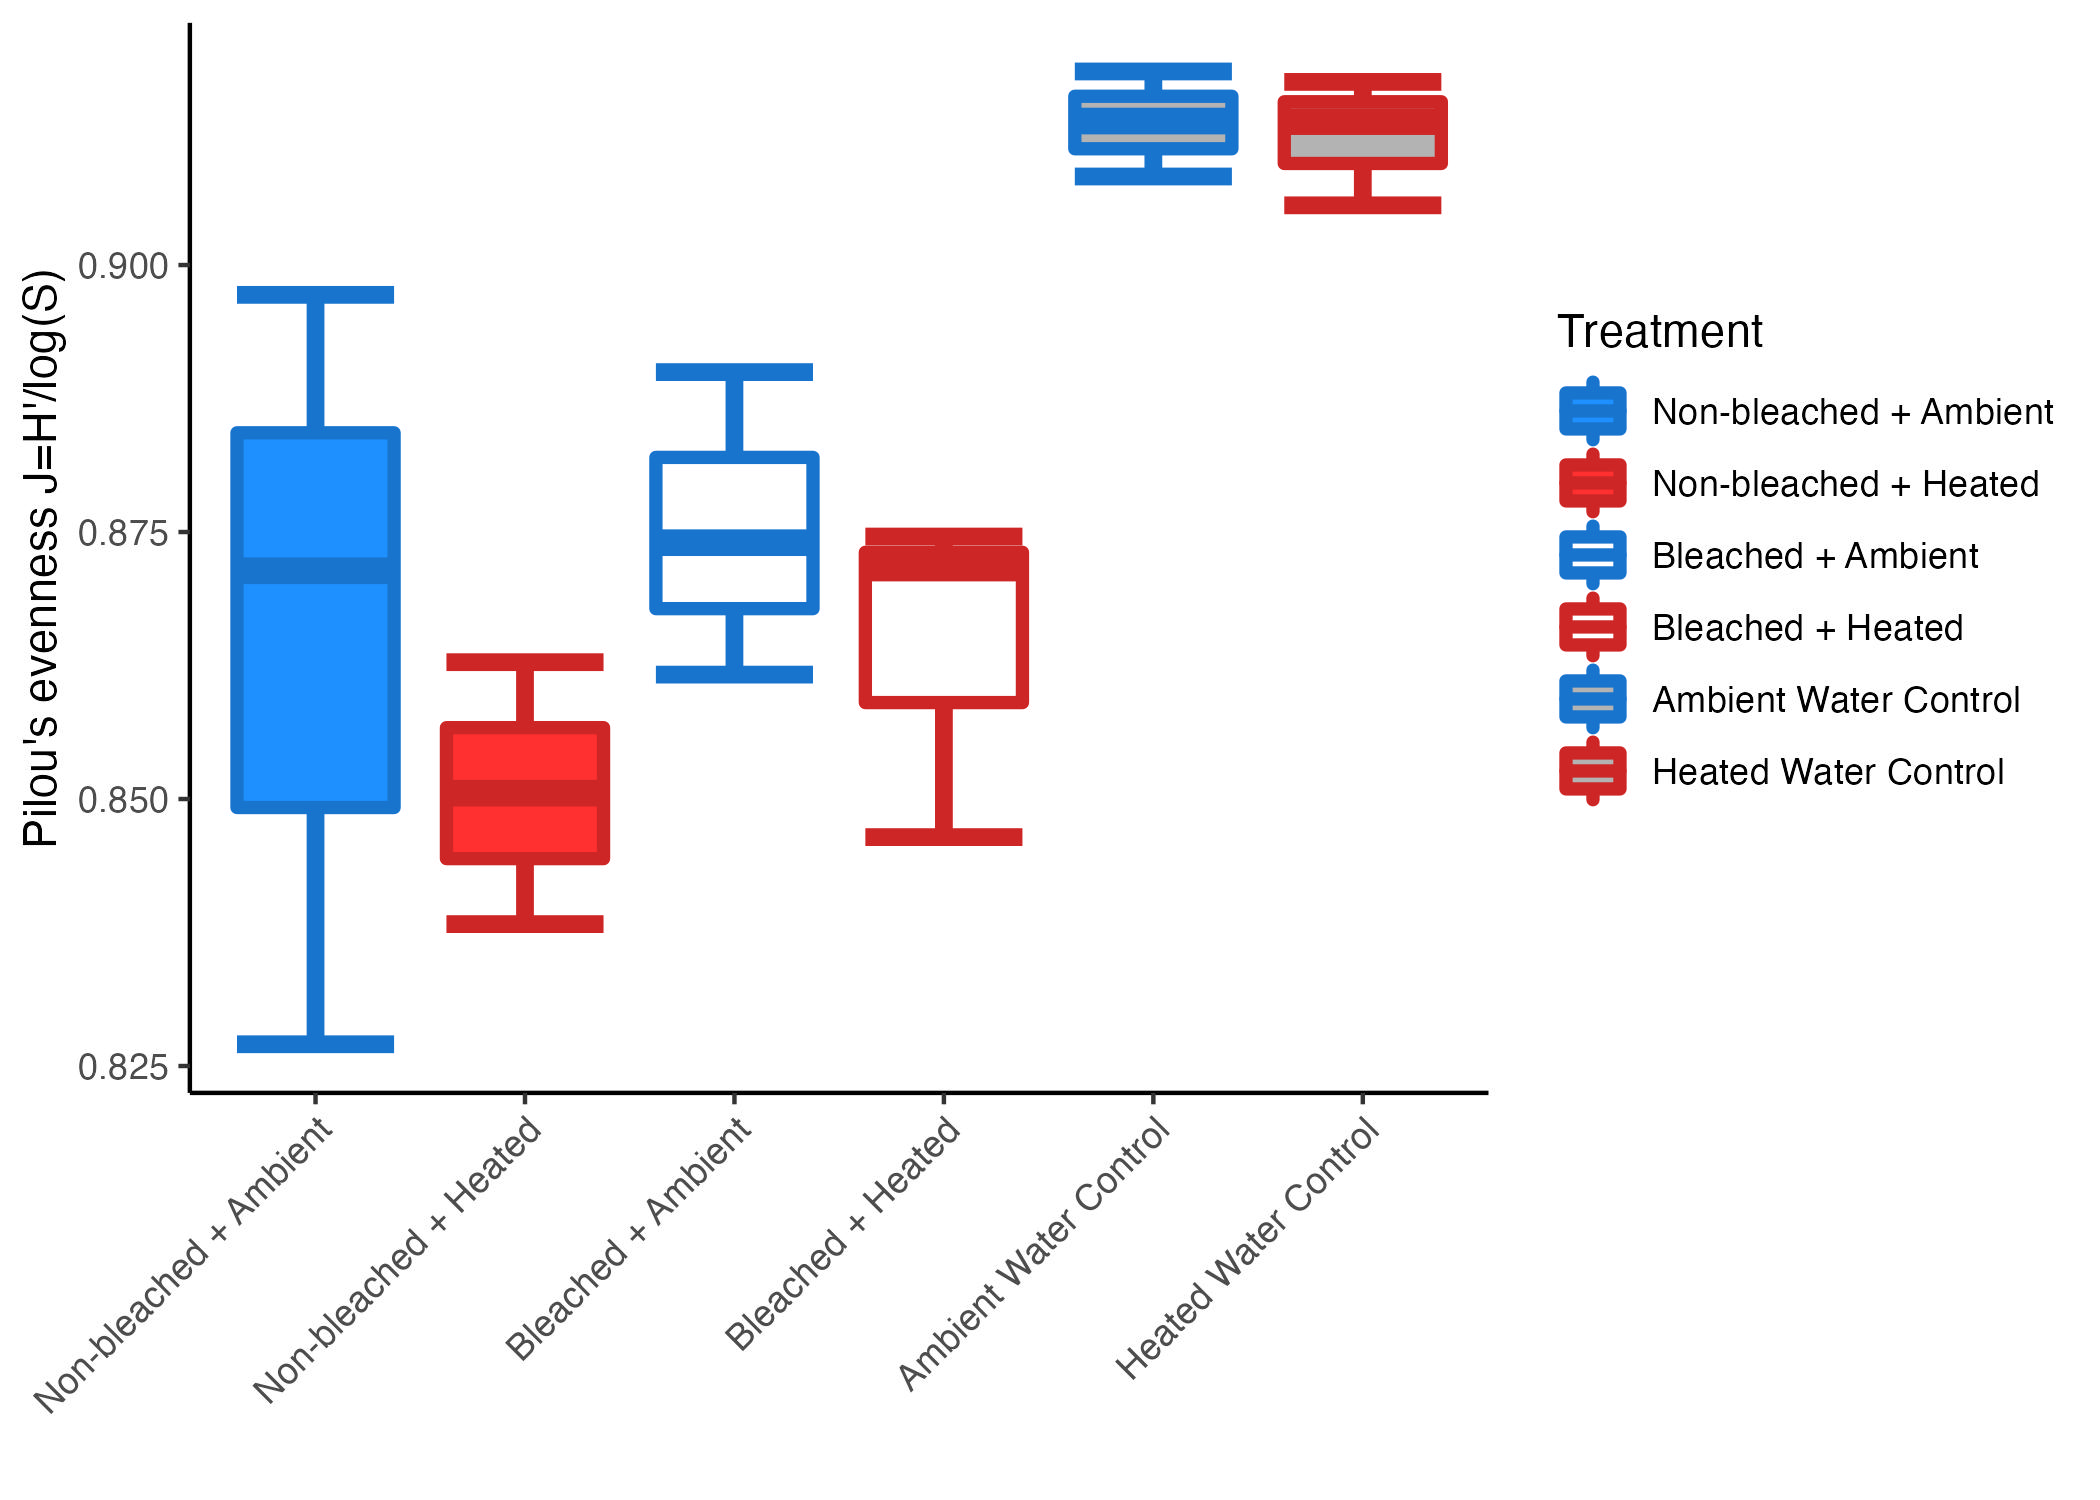 Pilou's evenness J=H'/log(S)
0.900
0.875
0.850
0.825
Non-bleached + Ambient
Non-bleached + Heated
Bleached + Ambient
Bleached + Heated
Ambient Water Control
Heated Water Control
Treatment
Non-bleached + Ambient
Non-bleached + Heated
Bleached + Ambient
Bleached + Heated
Ambient Water Control
Heated Water Control